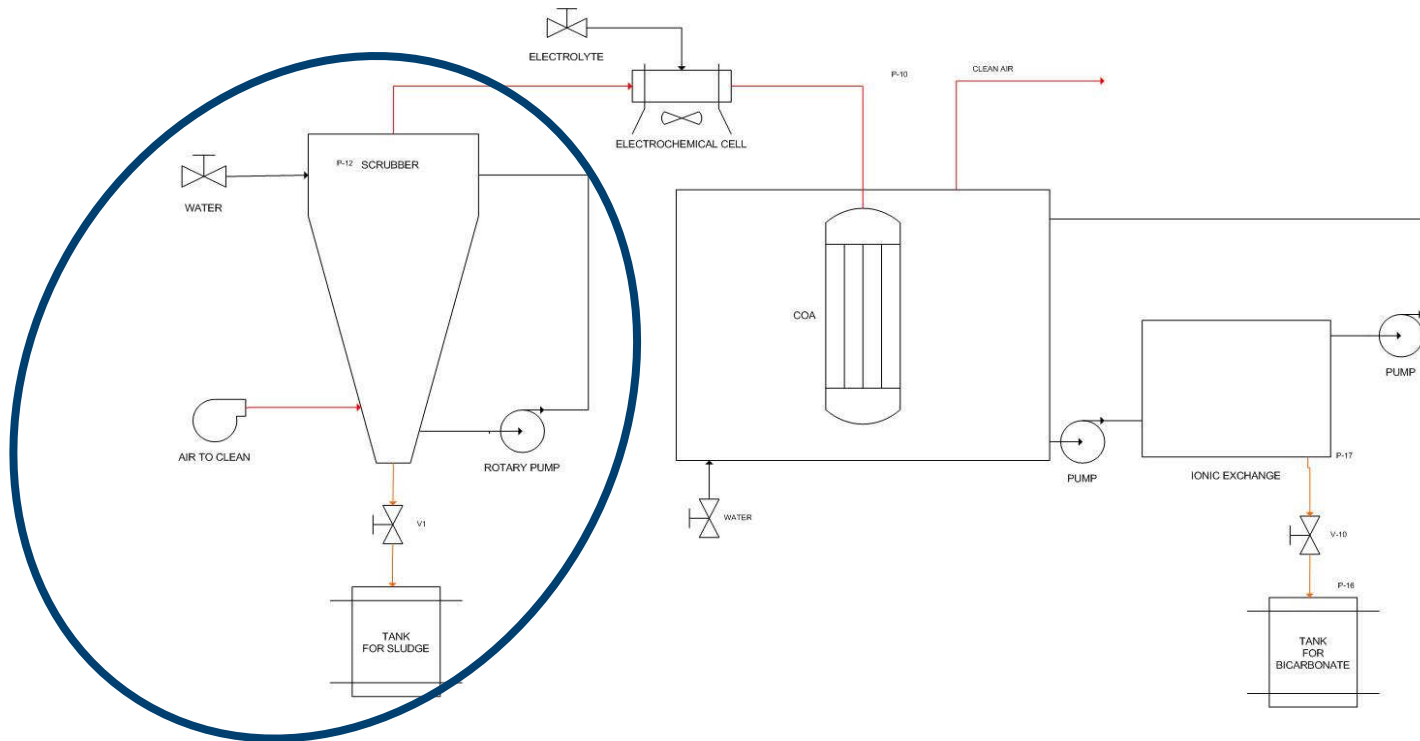 ELECTROLYTE
P-10
CLEAN AIR
ELECTROCHEMICAL CELL
P-12 SCRUBBER
WATER
COA
PUMP
AIR TO CLEAN
ROTARY PUMP
PUMP
P-17
IONIC EXCHANGE
WATER
V1
V-10
P-16
TANK
FOR SLUDGE
TANK
FOR
BICARBONATE